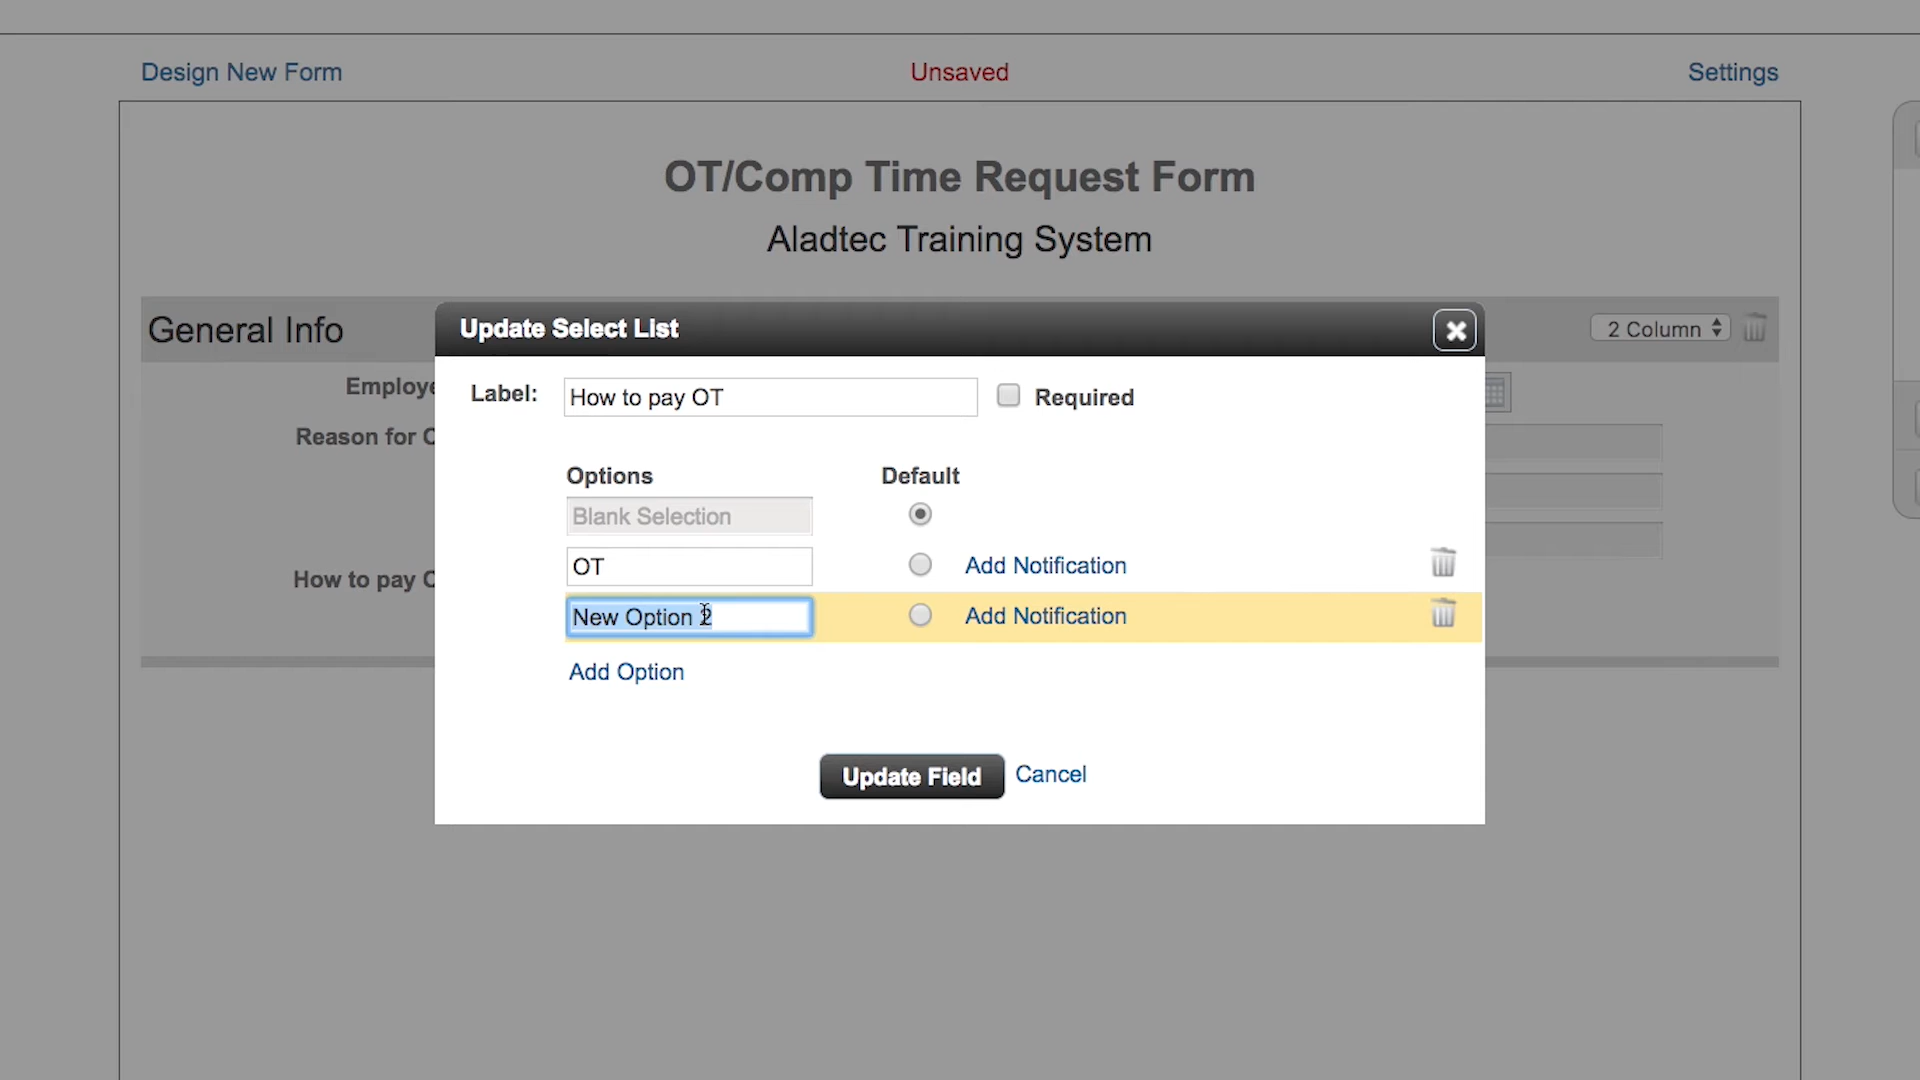 Design New Form
Unsaved
Settings
OT/Comp Time Request Form
Aladtec Training System
General Info
2 Column
Update Select List
Employe
Label:
How to pay OT
Required
Reason for
Options
Default
Blank Selection
OT
Add Notification
How to pay
New Option 2
Add Notification
Add Option
Update Field
Cancel